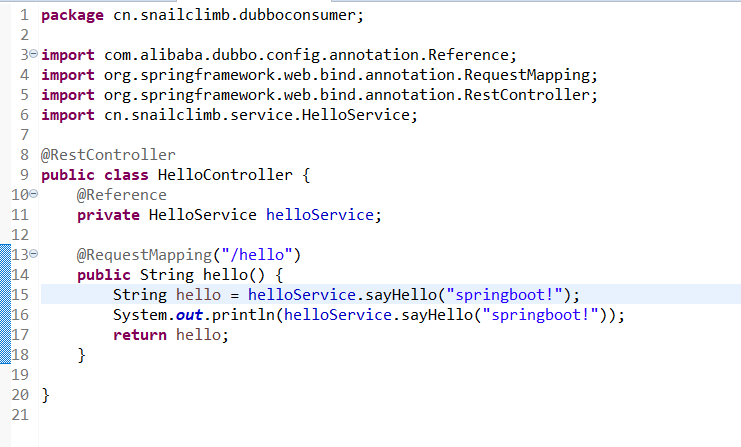 1 package cn.snailclimb.dubboconsumer;
2
3 import com.alibaba.dubbo.config.annotation.Reference;
4 import org.springframework.web.bind.annotation.RequestMapping;
5 import org.springframework.web.bind.annotation.RestController;
6 import cn.snailclimb.service.HelloService;
7
8 @RestController
9 public class HelloController {
10     @Reference
11     private HelloService helloService;
12
13     @RequestMapping("/hello")
14     public String hello() {
15         String hello = helloService.sayHello("springboot!");
16         System.out.println(helloService.sayHello("springboot!"));
17         return hello;
18     }
19
20 }
21